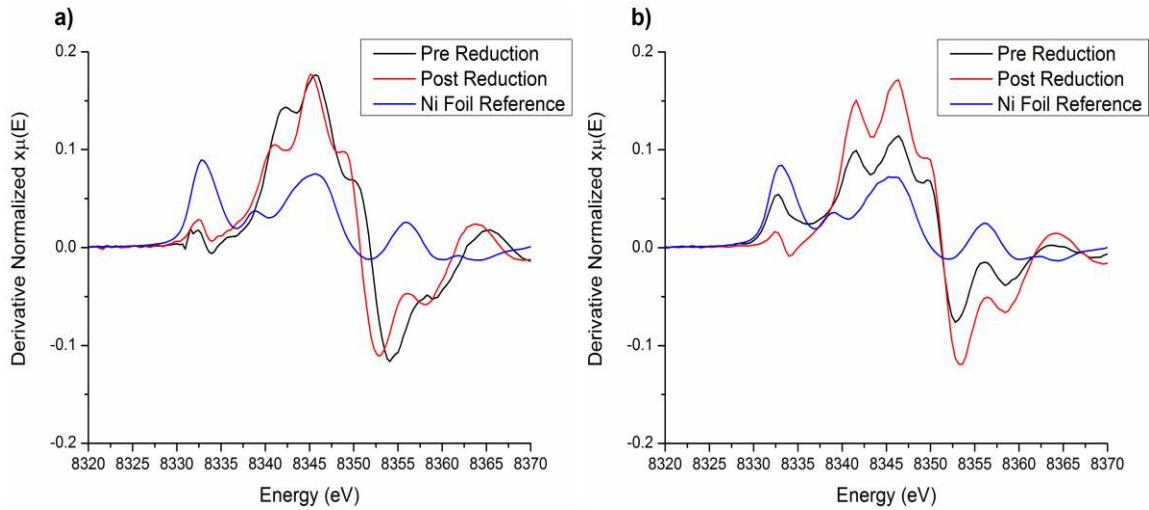 a)
Pre Reduction
Post Reduction
Ni Foil Reference
0.2
0.1
0.0
-0.1
-0.2
Derivative Normalized xμ(E)
8320 8325 8330 8335 8340 8345 8350 8355 8360 8365 8370
Energy (eV)
b)
Pre Reduction
Post Reduction
Ni Foil Reference
0.2
0.1
0.0
-0.1
-0.2
Derivative Normalized xμ(E)
8320 8325 8330 8335 8340 8345 8350 8355 8360 8365 8370
Energy (eV)